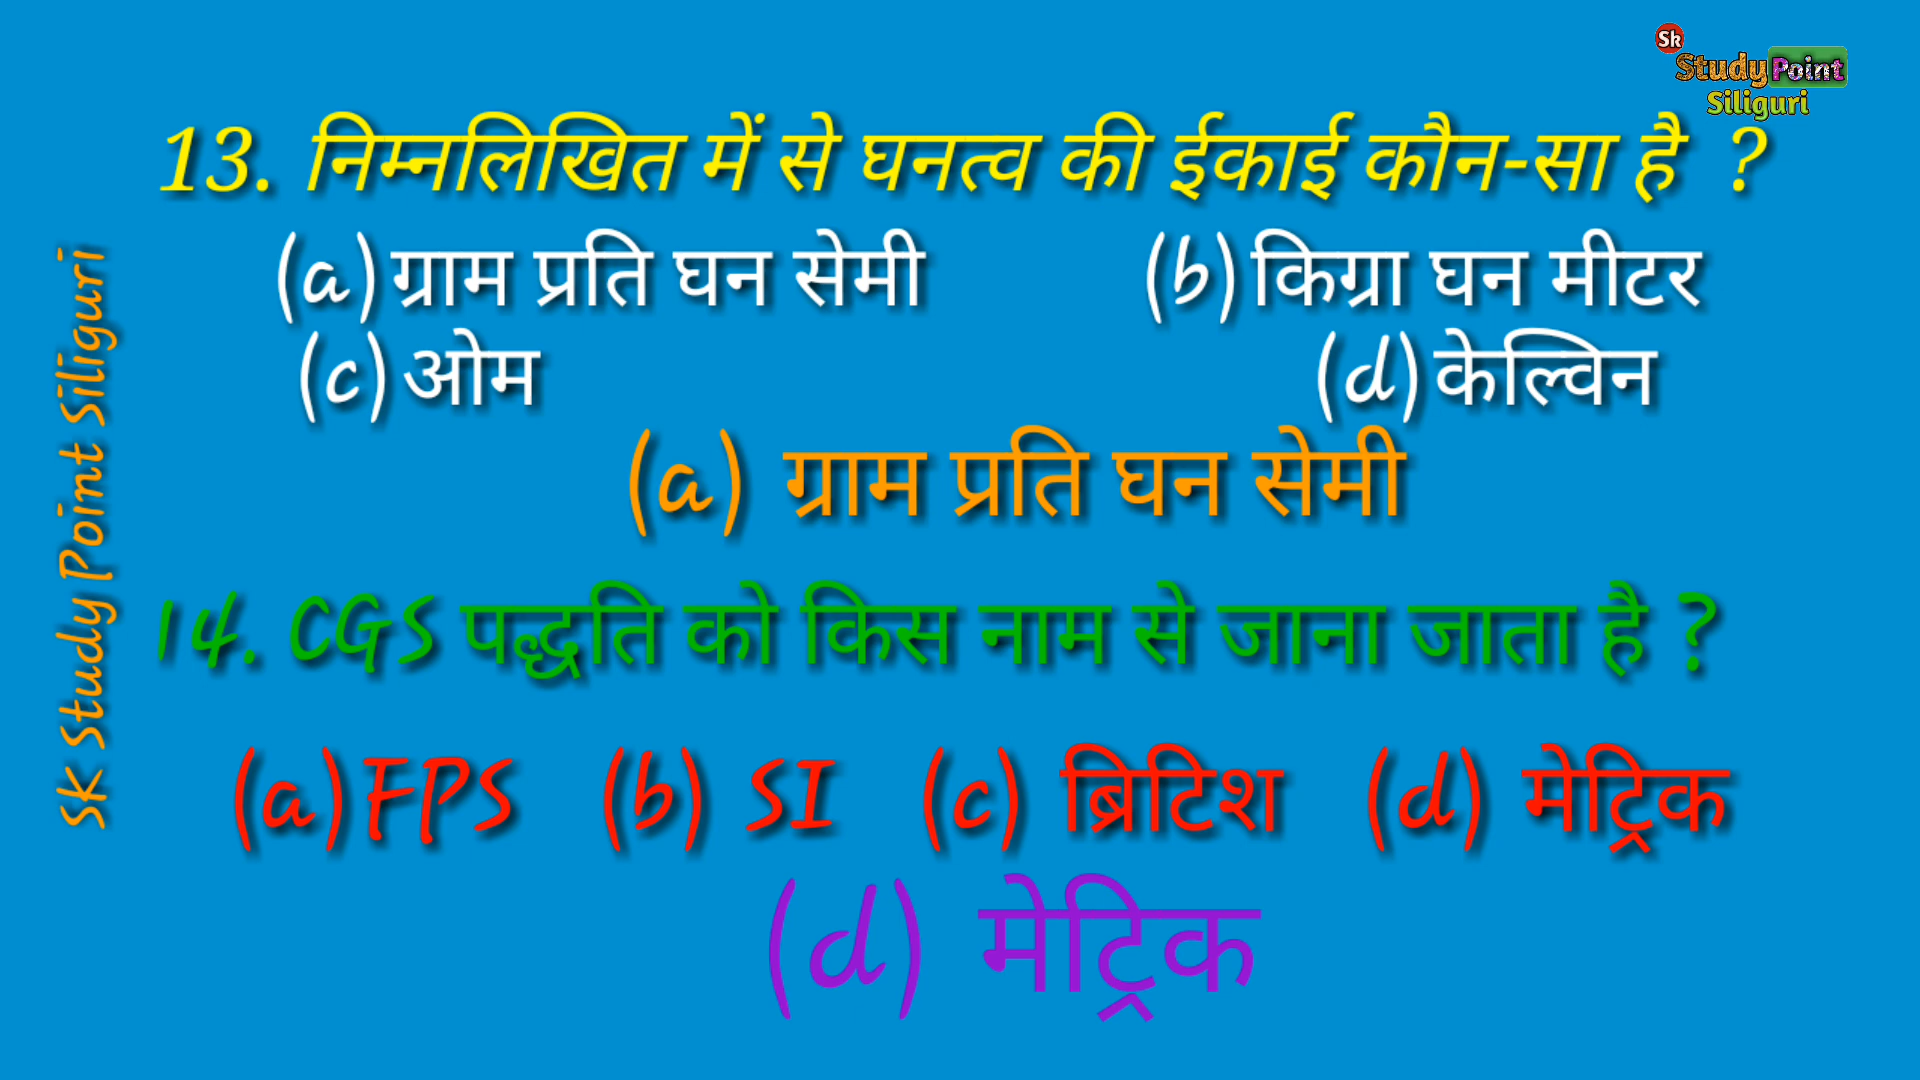 Sk
Study Point
Siliguri
13. निम्नलिखित में से घनत्व की ईकाई कौन-सा है ?
(a) ग्राम प्रति घन सेमी (b) किग्रा घन मीटर
(c) ओम (d) केल्विन
(a) ग्राम प्रति घन सेमी
14. CGS पद्धति को किस नाम से जाना जाता है ?
(a) FPS (b) SI (c) ब्रिटिश (d) मेट्रिक
(d) मेट्रिक
SK Study Point Siliguri